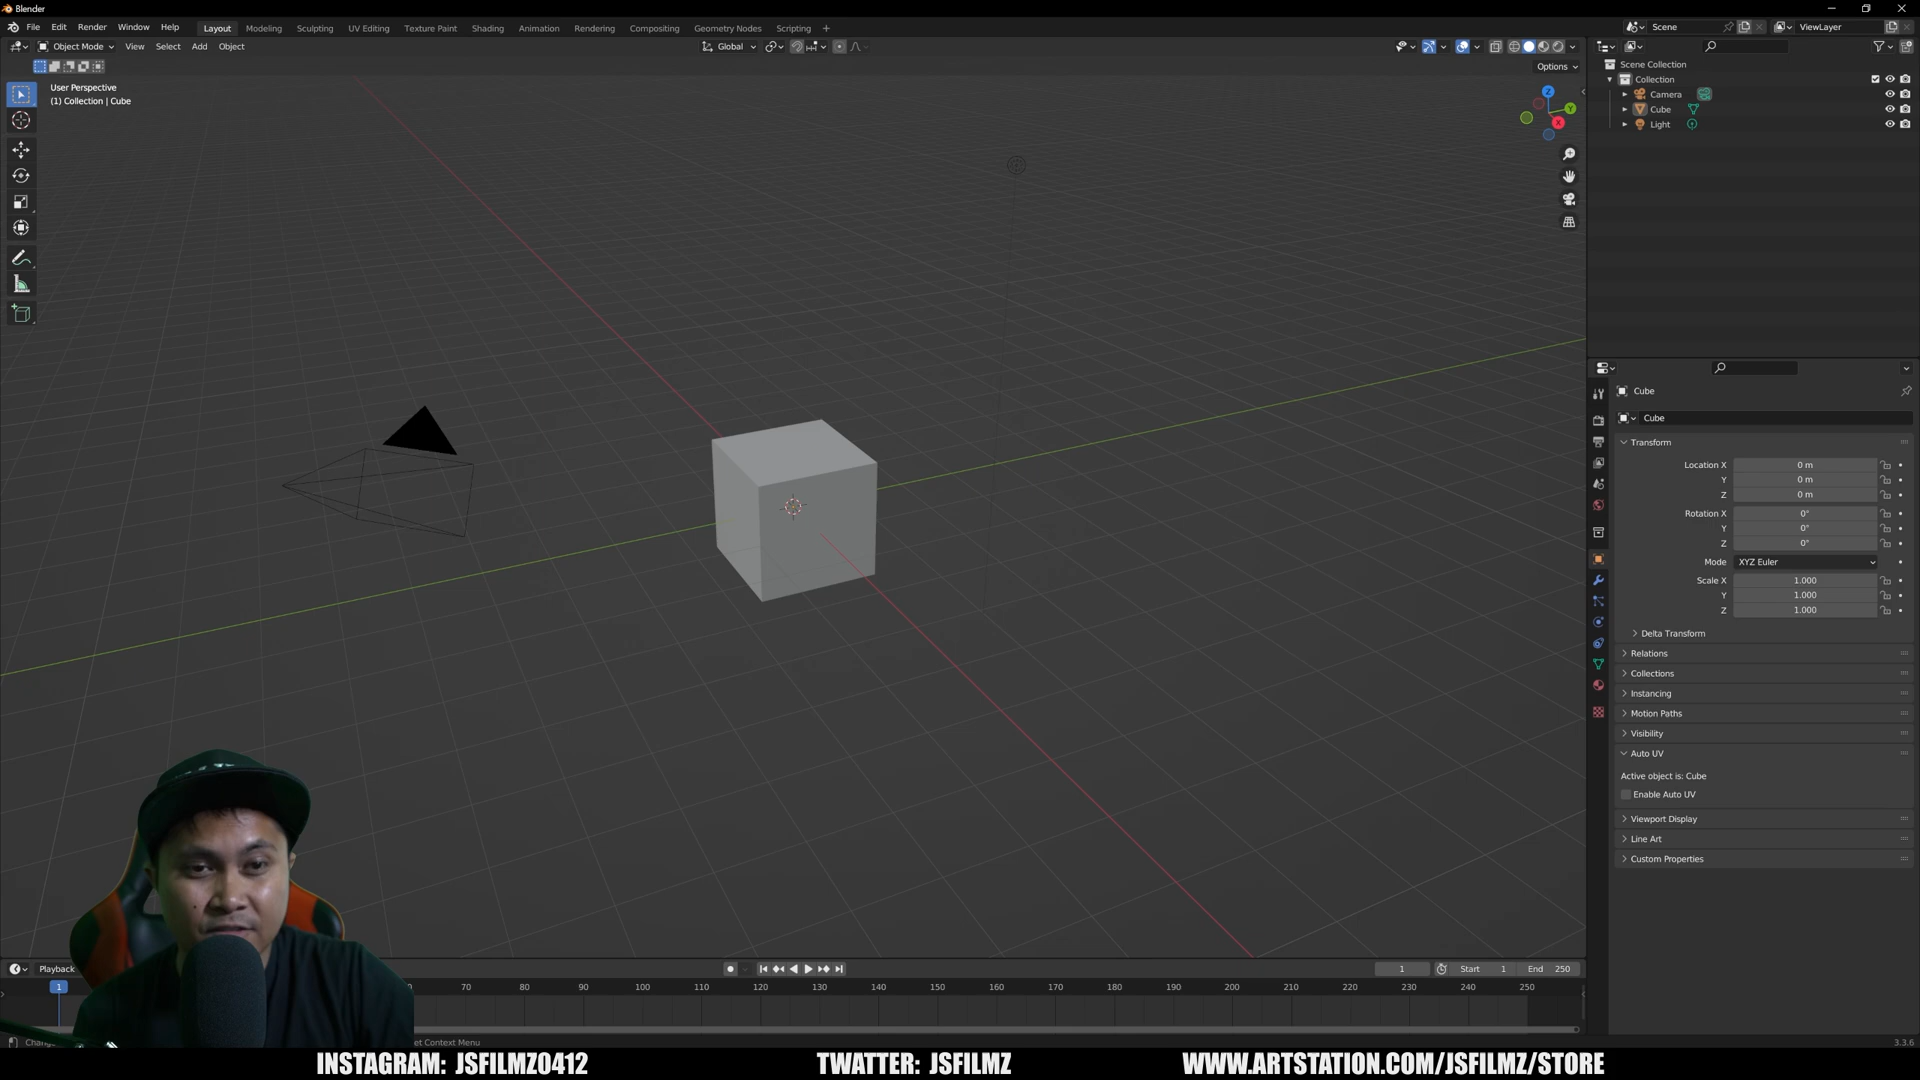 Blender
File Edit Render Window Help Layout Modeling Sculpting UV Editing Texture Paint Shading Animation Rendering Compositing Geometry Nodes Scripting + Scene ViewLayer
Object Mode View Select Add Object Global
Options
User Perspective
(1) Collection | Cube
Z
Y
X
Scene Collection
Collection
Camera
Cube
Light
Cube
Cube
Transform
Location X 0 m
Y 0 m
Z 0 m
Rotation X 0°
Y 0°
Z 0°
Mode XYZ Euler
Scale X 1.000
Y 1.000
Z 1.000
Delta Transform
Relations
Collections
Instancing
Motion Paths
Visibility
Auto UV
Active object is: Cube
Enable Auto UV
Viewport Display
Line Art
Custom Properties
Playback 1 Start 1 End 250
1 70 80 90 100 110 120 130 140 150 160 170 180 190 200 210 220 230 240 250
Context Menu
3.3.6
INSTAGRAM: JSFILMZ0412 TWATTER: JSFILMZ WWW.ARTSTATION.COM/JSFILMZ/STORE